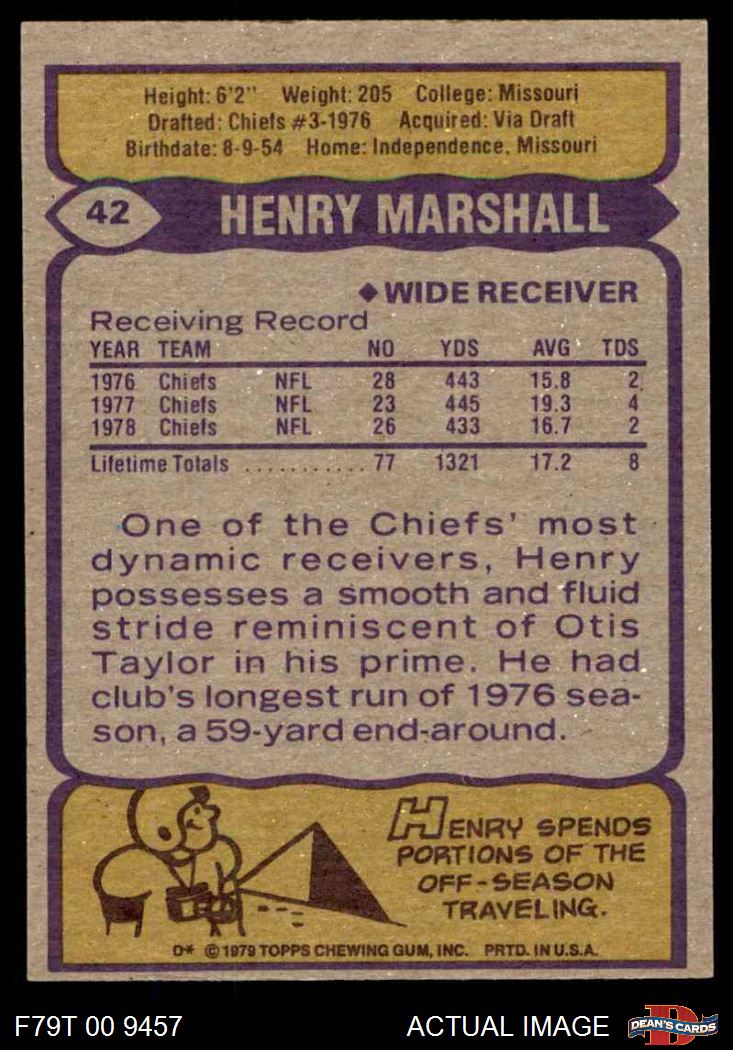 Height: 6'2" Weight: 205 College: Missouri
Drafted: Chiefs #3-1976 Acquired: Via Draft
Birthdate: 8-9-54 Home: Independence, Missouri
42 HENRY MARSHALL
◆WIDE RECEIVER
Receiving Record
YEAR TEAM NO YDS AVG TDS
1976 Chiefs NFL 28 443 15.8 2
1977 Chiefs NFL 23 445 19.3 4
1978 Chiefs NFL 26 433 16.7 2
Lifetime Totals ........... 77 1321 17.2 8
One of the Chiefs' most
dynamic receivers, Henry
possesses a smooth and fluid
stride reminiscent of Otis
Taylor in his prime. He had
club's longest run of 1976 sea-
son, a 59-yard end-around.
HENRY SPENDS
PORTIONS OF THE
OFF-SEASON
TRAVELING.
D* © 1979 TOPPS CHEWING GUM, INC. PRTD. IN U.S.A.
F79T 00 9457 ACTUAL IMAGE D DEAN'S CARDS